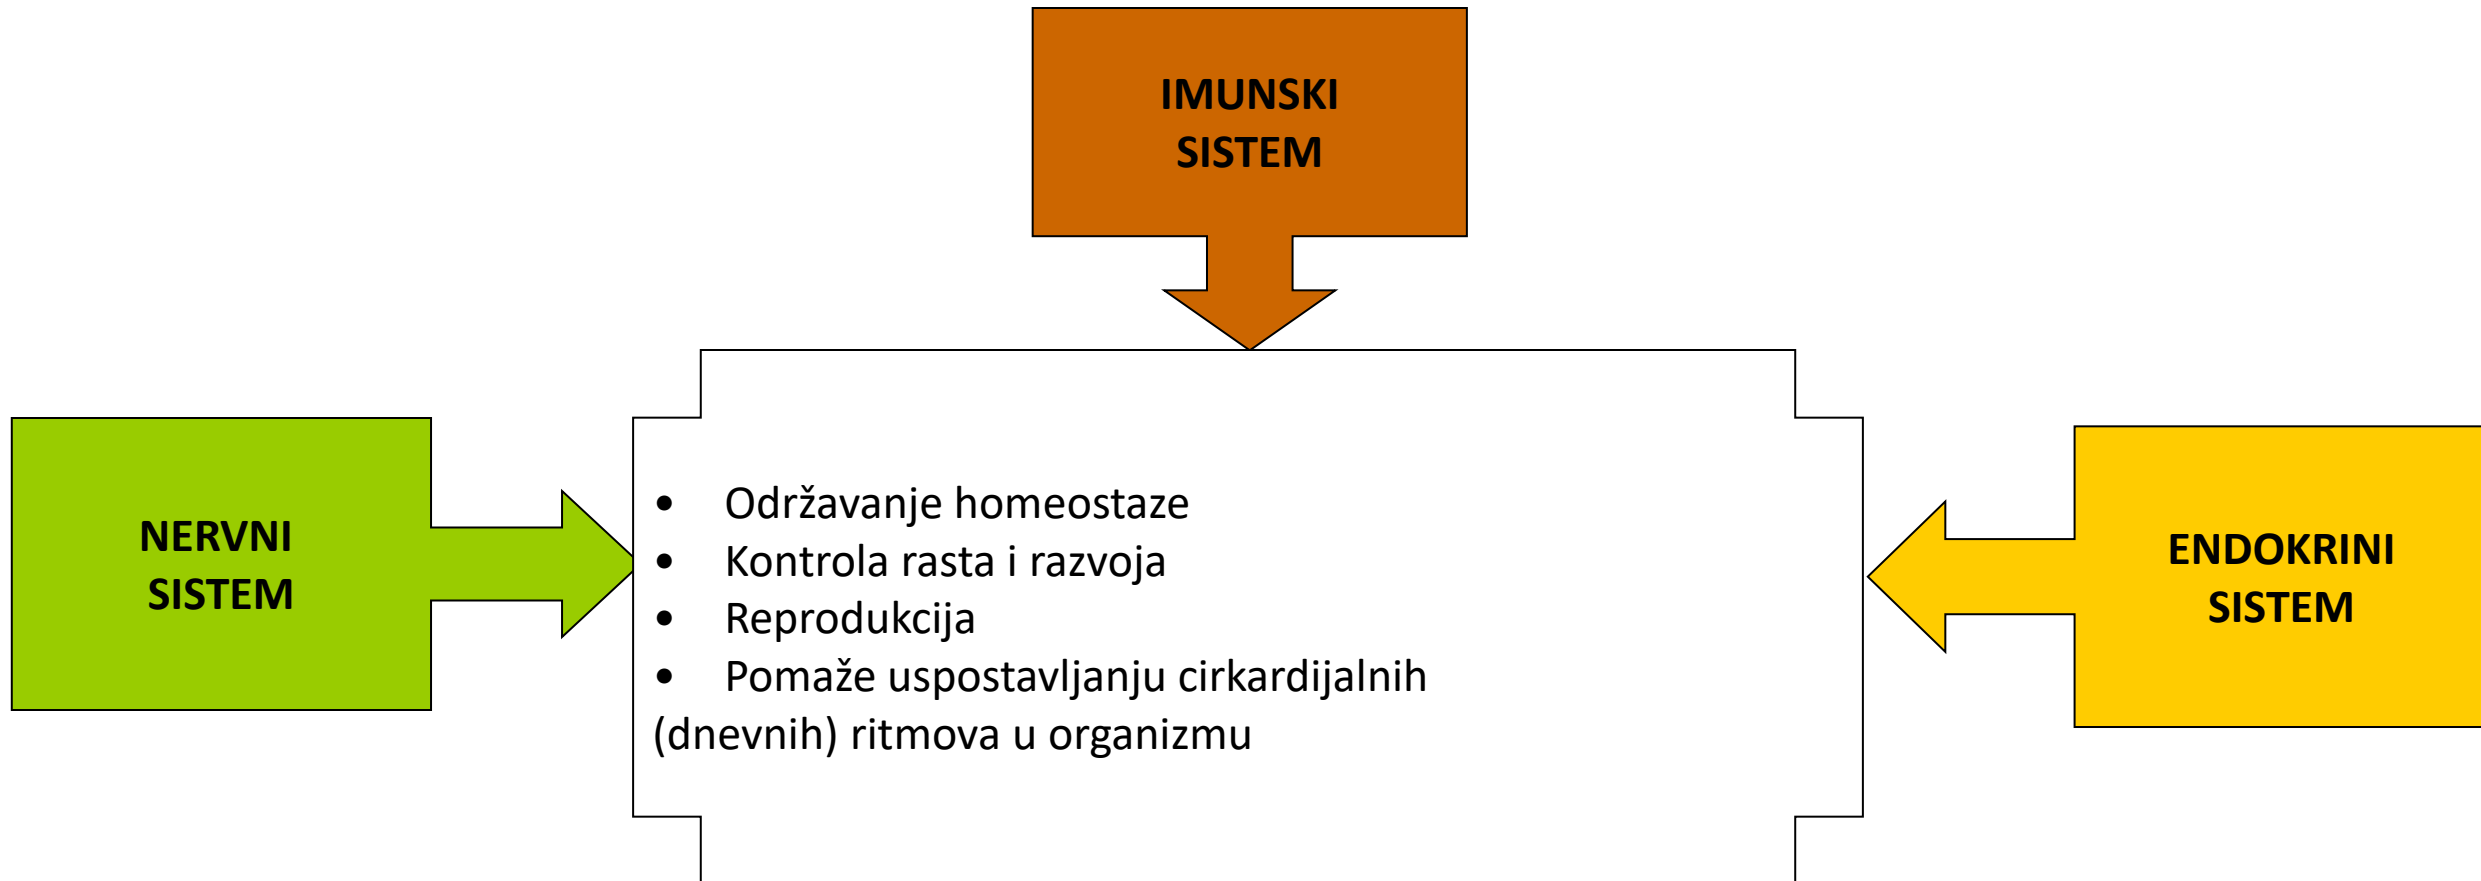 IMUNSKI
SISTEM
NERVNI
SISTEM
• Održavanje homeostaze
• Kontrola rasta i razvoja
• Reprodukcija
• Pomaže uspostavljanju cirkardijalnih
(dnevnih) ritmova u organizmu
ENDOKRINI
SISTEM